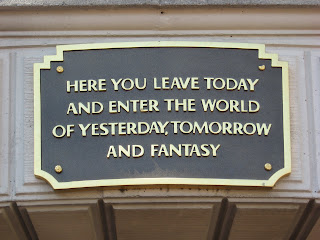 HERE YOU LEAVE TODAY
AND ENTER THE WORLD
OF YESTERDAY, TOMORROW
AND FANTASY